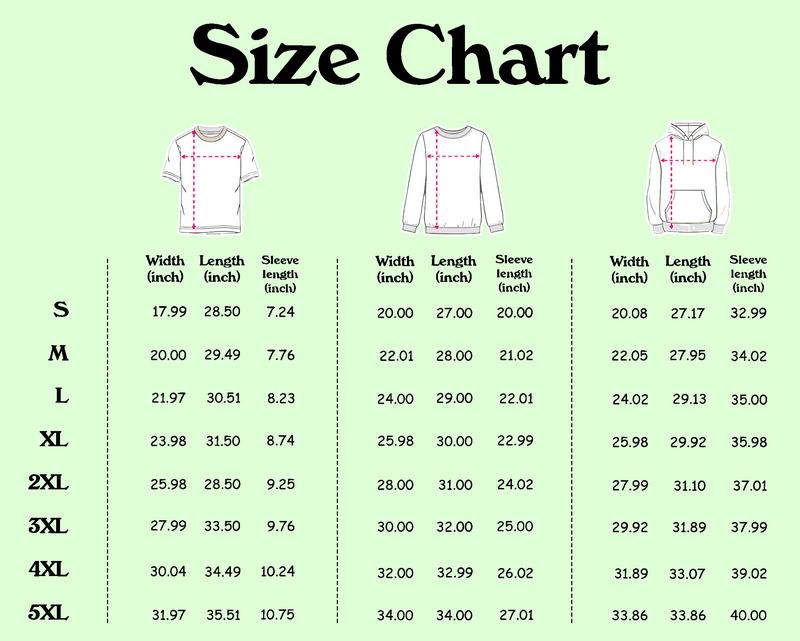 Size Chart
Width Length Sleeve Width Length Sleeve Width Length Sleeve
(inch) (inch) length (inch) (inch) length (inch) (inch) length
(inch) (inch) (inch)
S 17.99 28.50 7.24 20.00 27.00 20.00 20.08 27.17 32.99
M 20.00 29.49 7.76 22.01 28.00 21.02 22.05 27.95 34.02
L 21.97 30.51 8.23 24.00 29.00 22.01 24.02 29.13 35.00
XL 23.98 31.50 8.74 25.98 30.00 22.99 25.98 29.92 35.98
2XL 25.98 28.50 9.25 28.00 31.00 24.02 27.99 31.10 37.01
3XL 27.99 33.50 9.76 30.00 32.00 25.00 29.92 31.89 37.99
4XL 30.04 34.49 10.24 32.00 32.99 26.02 31.89 33.07 39.02
5XL 31.97 35.51 10.75 34.00 34.00 27.01 33.86 33.86 40.00